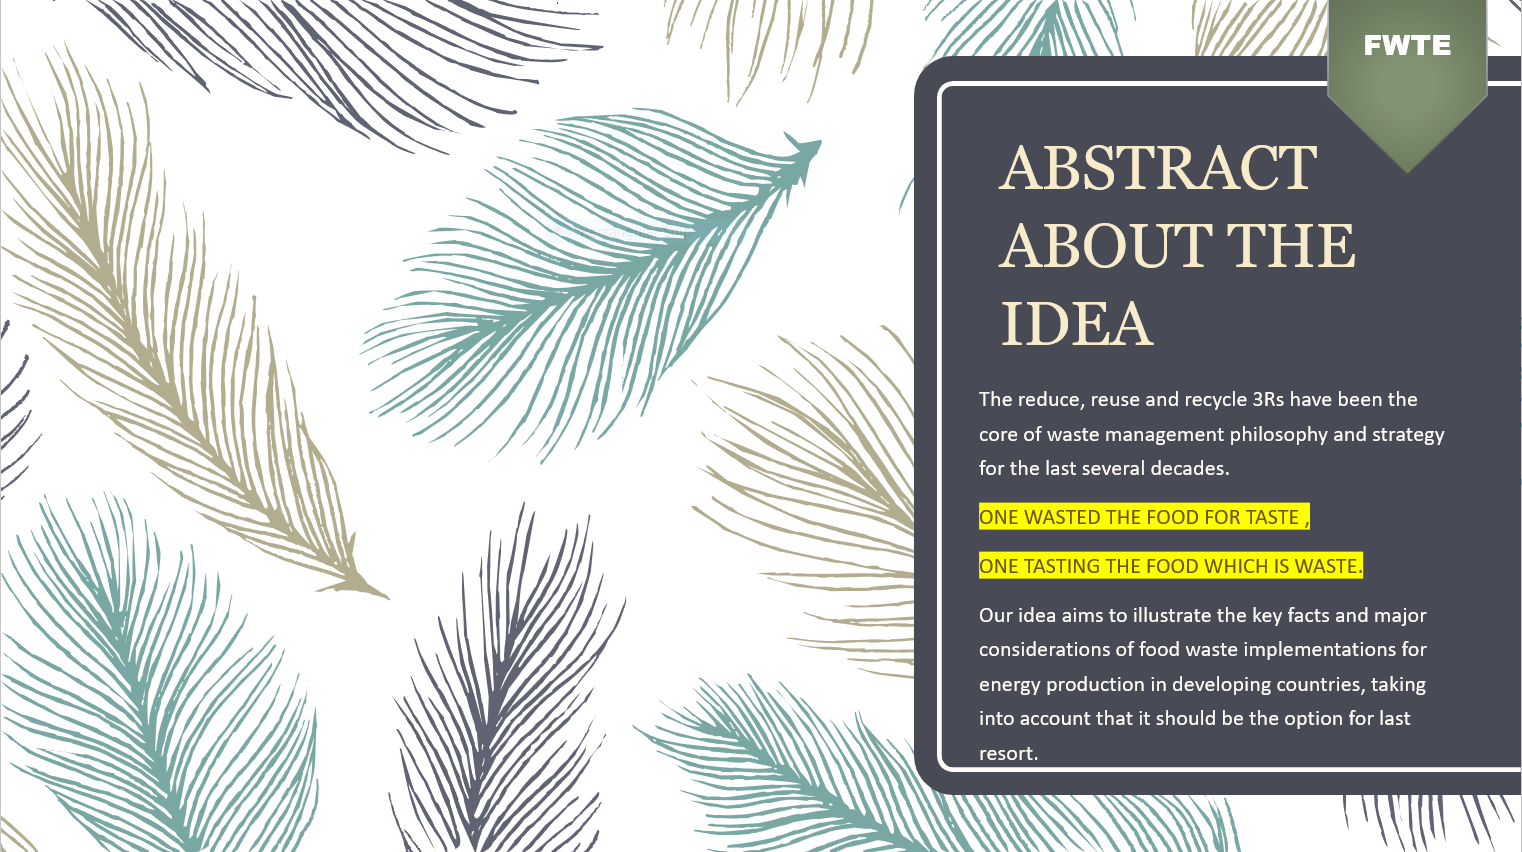 FWTE
ABSTRACT
ABOUT THE
IDEA
The reduce, reuse and recycle 3Rs have been the
core of waste management philosophy and strategy
for the last several decades.
ONE WASTED THE FOOD FOR TASTE ,
ONE TASTING THE FOOD WHICH IS WASTE.
Our idea aims to illustrate the key facts and major
considerations of food waste implementations for
energy production in developing countries, taking
into account that it should be the option for last
resort.